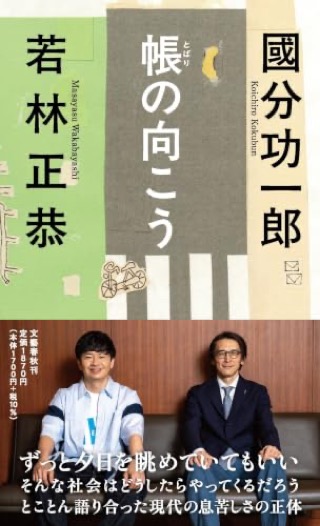 國分功一郎
Koichiro Kokubun
とばり
帳の向こう
若林正恭
Masayasu Wakabayashi
文藝春秋刊
定価1870円
(本体1700円+税10%)
ずっと夕日を眺めていてもいい
そんな社会はどうしたらやってくるだろう
とことん語り合った現代の息苦しさの正体